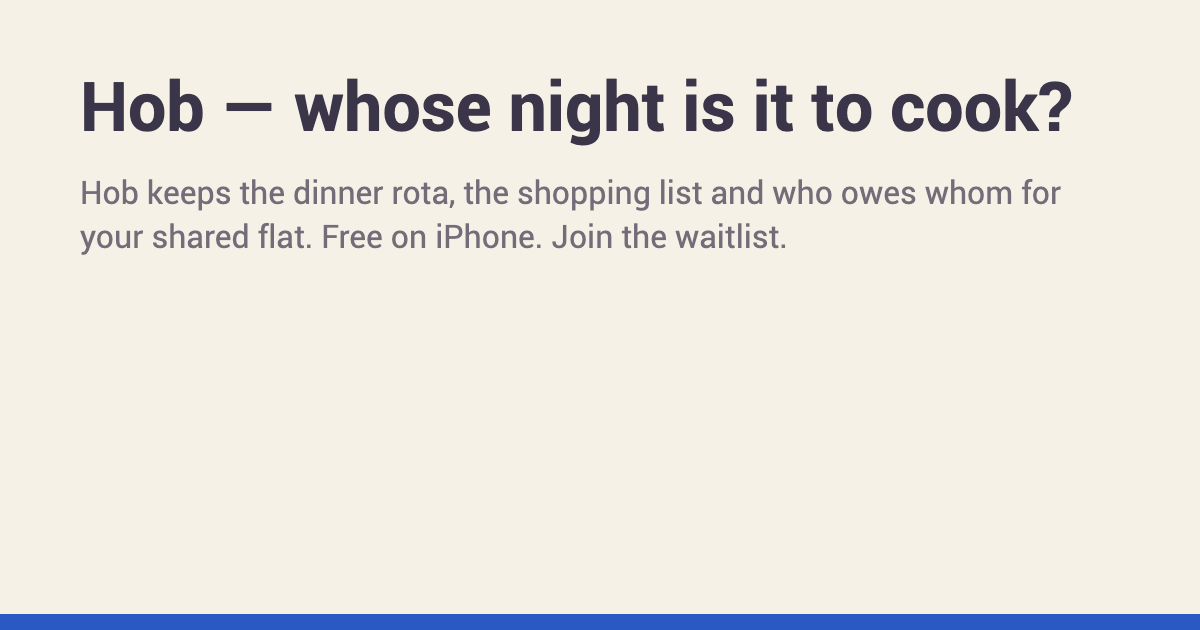 Hob — whose night is it to cook?
Hob keeps the dinner rota, the shopping list and who owes whom for
your shared flat. Free on iPhone. Join the waitlist.